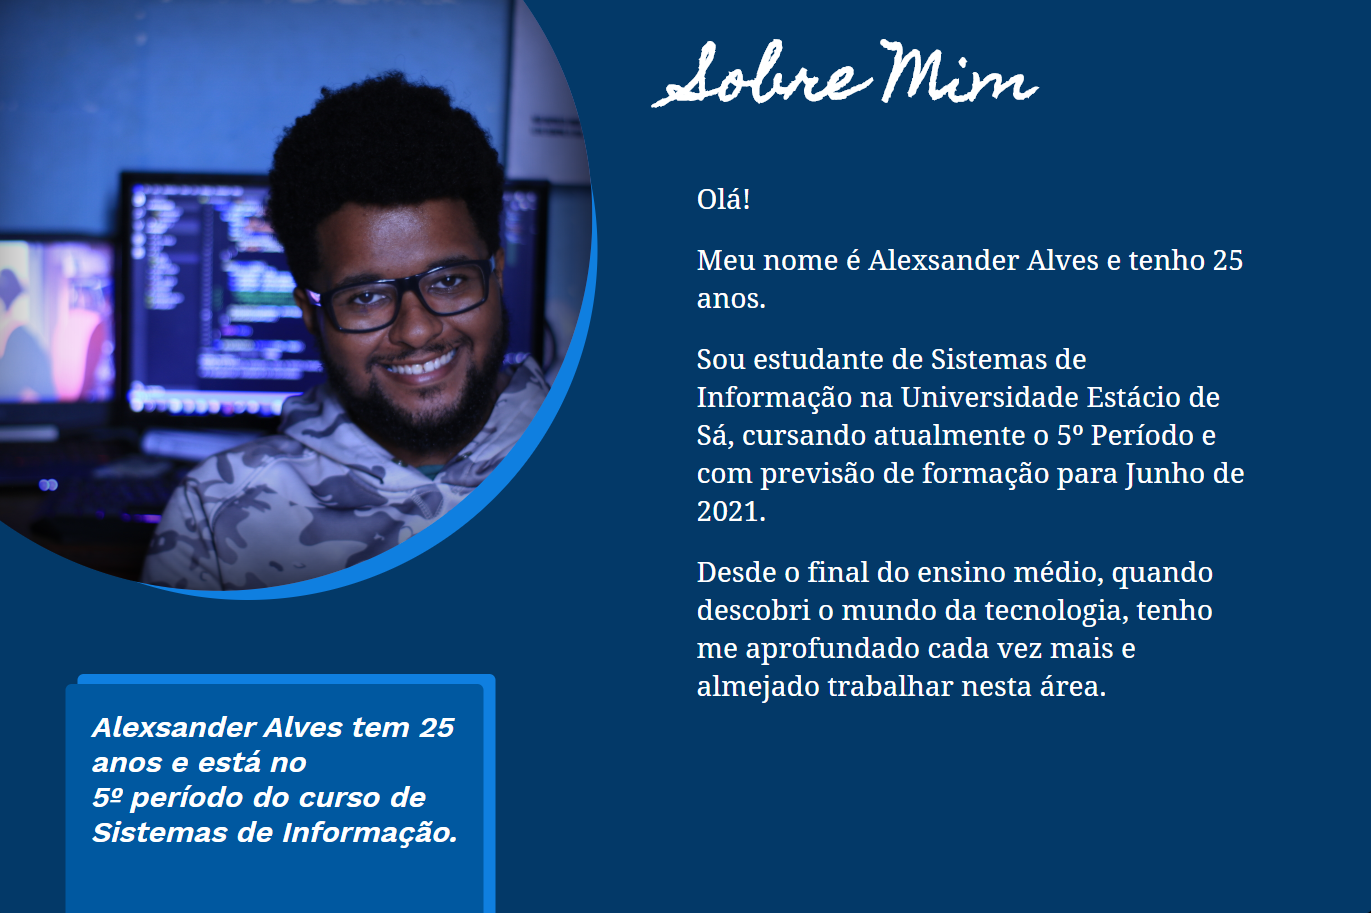 Sobre Mim
Olá!
Meu nome é Alexsander Alves e tenho 25
anos.
Sou estudante de Sistemas de
Informação na Universidade Estácio de
Sá, cursando atualmente o 5º Período e
com previsão de formação para Junho de
2021.
Desde o final do ensino médio, quando
descobri o mundo da tecnologia, tenho
me aprofundado cada vez mais e
almejado trabalhar nesta área.
Alexsander Alves tem 25
anos e está no
5º período do curso de
Sistemas de Informação.